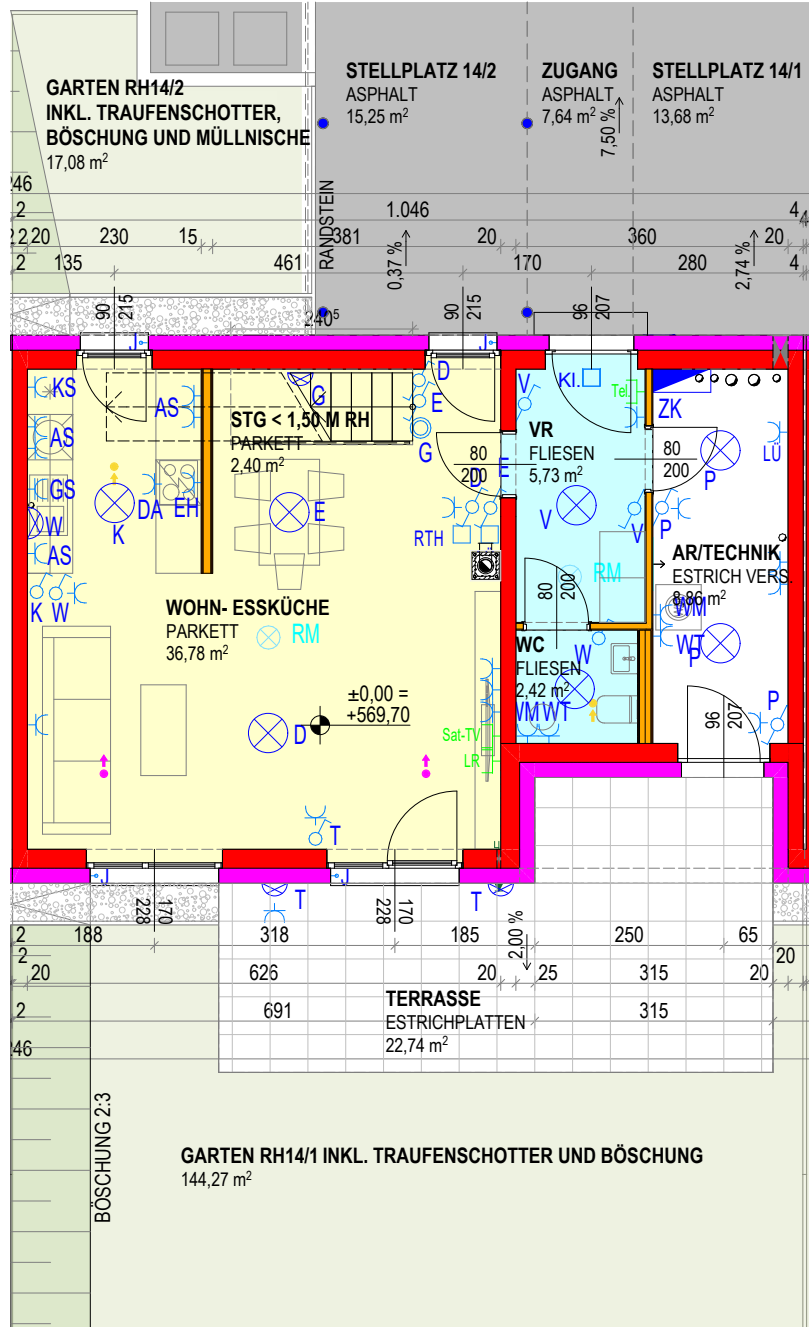 GARTEN RH14/2
INKL. TRAUFENSCHOTTER,
BÖSCHUNG UND MÜLLNISCHE
17,08 m²
STELLPLATZ 14/2
ASPHALT
15,25 m²
ZUGANG
ASPHALT
7,64 m²
7,50 %
STELLPLATZ 14/1
ASPHALT
13,68 m²
RANDSTEIN
246
2 1.046 4
2 20 230 15 381 20 360 20
2 135 461 170 280 4
0,37 %
2,74 %
90
215
240⁵
90
215
96
207
J
J
KS
AS
AS
GS
W
AS
K W
K
DA
EH
G
STG < 1,50 M RH
PARKETT
2,40 m²
D
E
G
80
200
D
E
E
RTH
V
Kl.
Tel.
VR
FLIESEN
5,73 m²
V
V
RM
80
200
ZK
80
200
P
LÜ
P
AR/TECHNIK
ESTRICH VERS.
8,86 m²
WM
WT
P
P
96
207
WOHN- ESSKÜCHE
PARKETT
36,78 m²
RM
±0,00 =
+569,70
D
Sat-TV
LR
T
80
200
WC
FLIESEN
2,42 m²
W
WM
WT
J
J
170
228
170
228
T
T
2,00 %
2 188 318 185 250 65
2 20 626 20 25 315 20 20
2 691 315
246
TERRASSE
ESTRICHPLATTEN
22,74 m²
BÖSCHUNG 2:3
GARTEN RH14/1 INKL. TRAUFENSCHOTTER UND BÖSCHUNG
144,27 m²